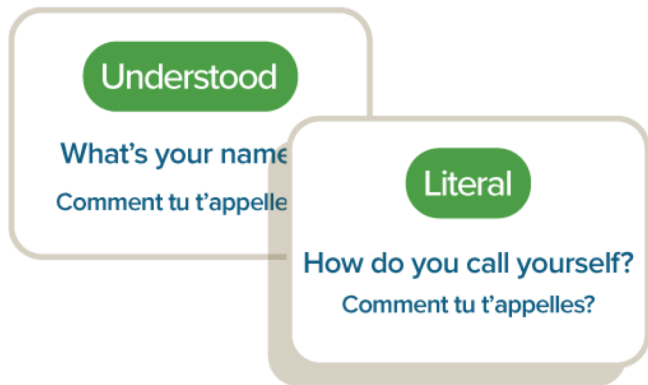 Understood
What's your name
Comment tu t'appelle
Literal
How do you call yourself?
Comment tu t'appelles?